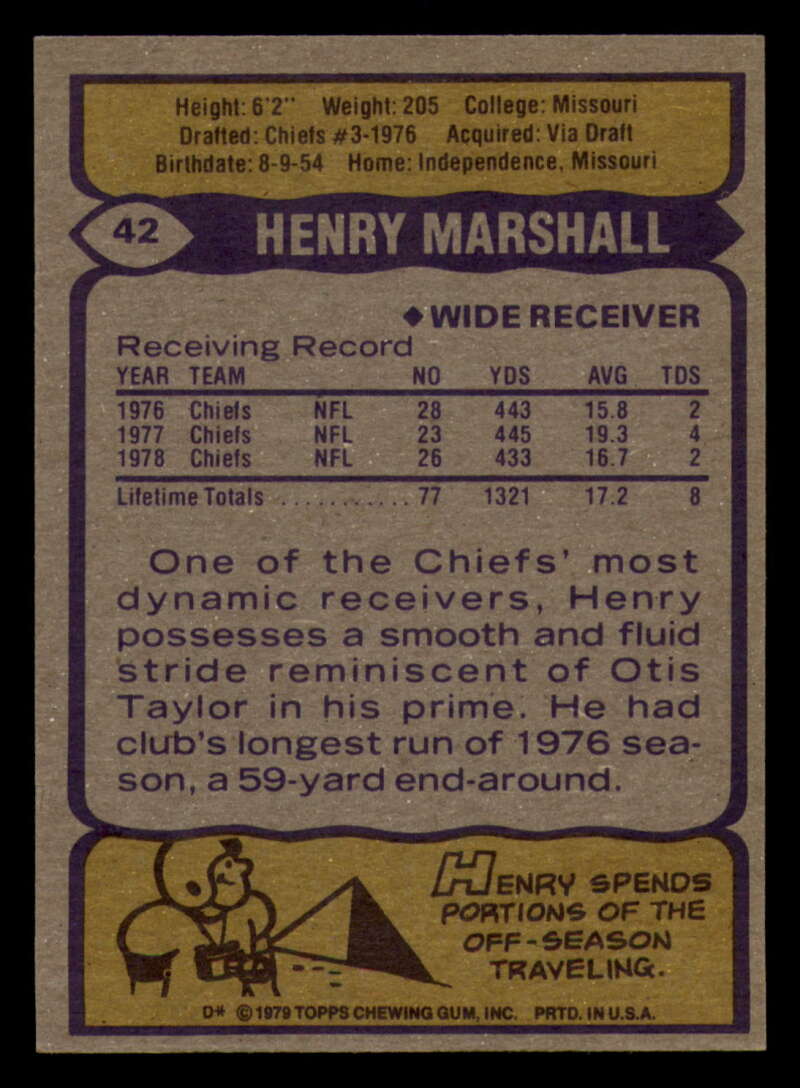 Height: 6'2" Weight: 205 College: Missouri
Drafted: Chiefs #3-1976 Acquired: Via Draft
Birthdate: 8-9-54 Home: Independence, Missouri
42 HENRY MARSHALL
◆ WIDE RECEIVER
Receiving Record
YEAR TEAM NO YDS AVG TDS
1976 Chiefs NFL 28 443 15.8 2
1977 Chiefs NFL 23 445 19.3 4
1978 Chiefs NFL 26 433 16.7 2
Lifetime Totals ........... 77 1321 17.2 8
One of the Chiefs' most
dynamic receivers, Henry
possesses a smooth and fluid
stride reminiscent of Otis
Taylor in his prime. He had
club's longest run of 1976 sea-
son, a 59-yard end-around.
HENRY SPENDS
PORTIONS OF THE
OFF-SEASON
TRAVELING.
D* ©1979 TOPPS CHEWING GUM, INC. PRTD. IN U.S.A.